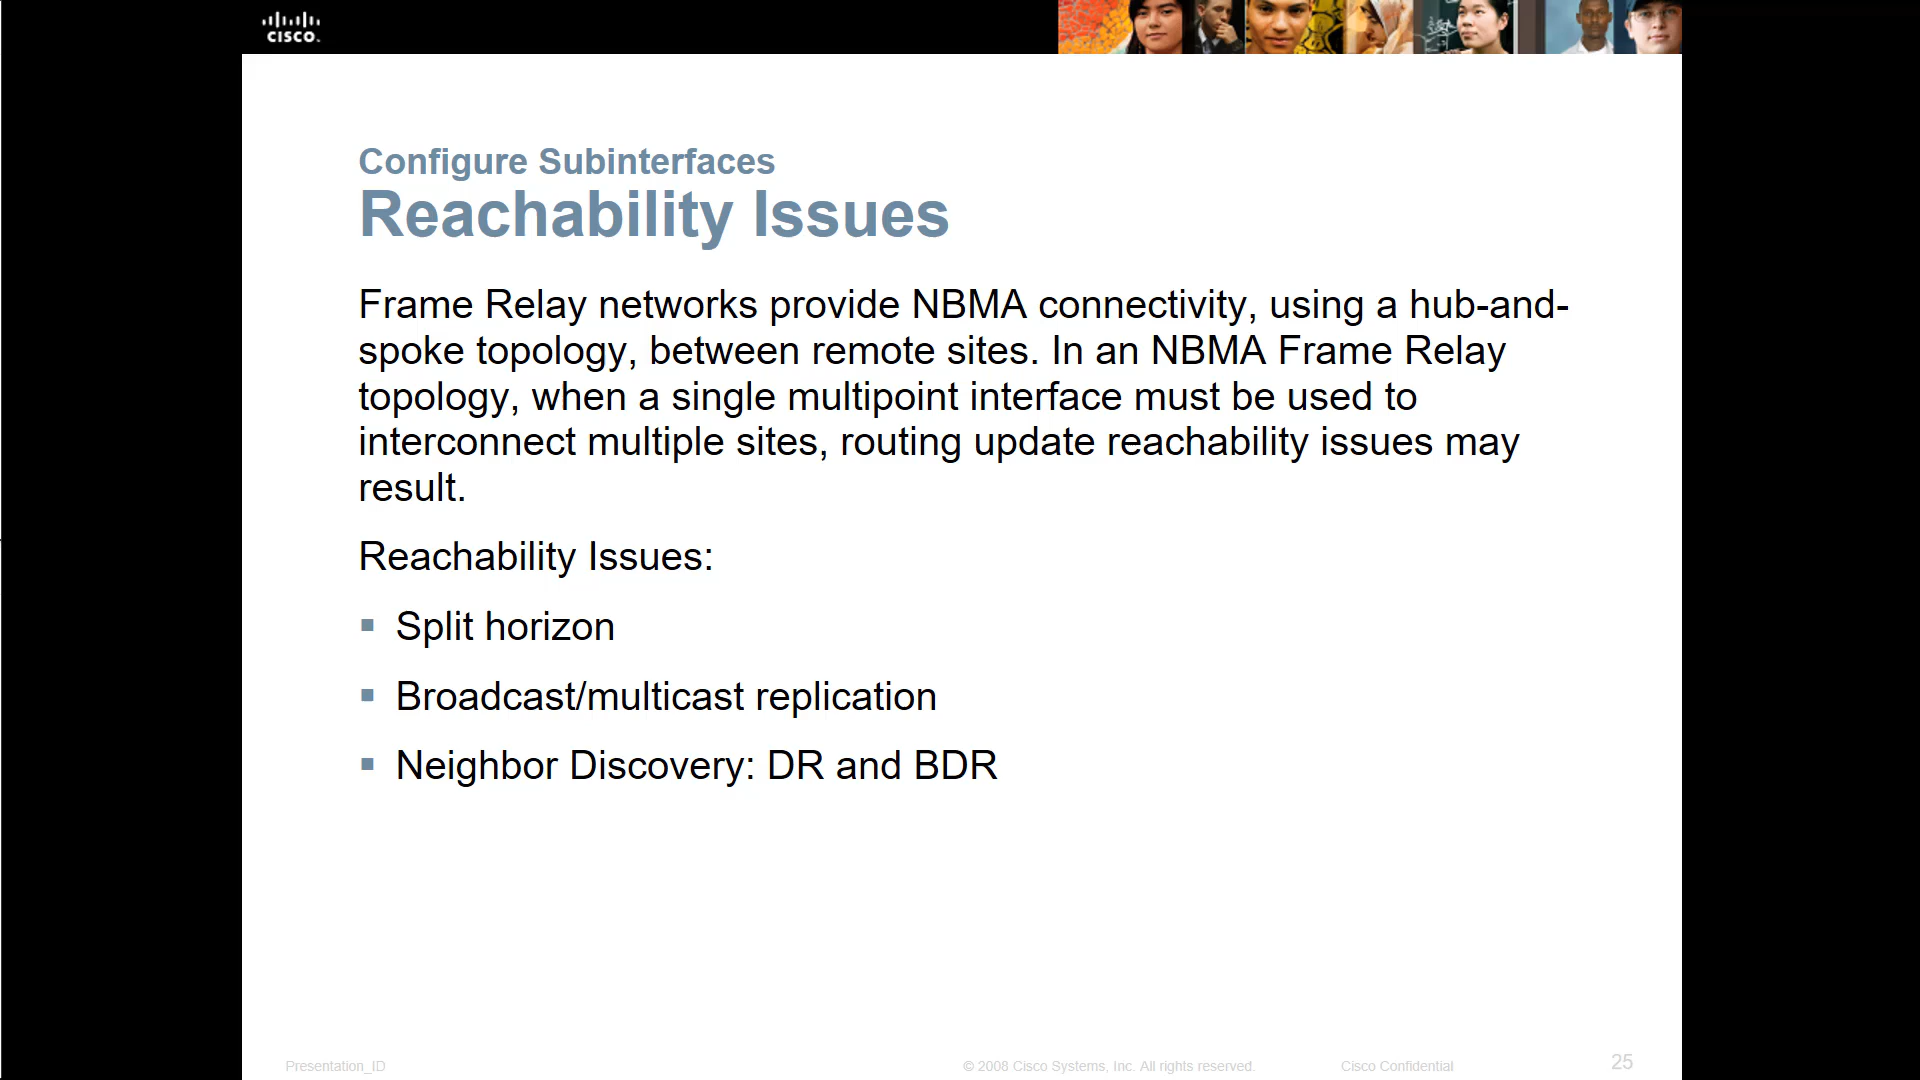 CISCO.
Configure Subinterfaces
Reachability Issues
Frame Relay networks provide NBMA connectivity, using a hub-and-
spoke topology, between remote sites. In an NBMA Frame Relay
topology, when a single multipoint interface must be used to
interconnect multiple sites, routing update reachability issues may
result.
Reachability Issues:
▪ Split horizon
▪ Broadcast/multicast replication
▪ Neighbor Discovery: DR and BDR
Presentation_ID
© 2008 Cisco Systems, Inc. All rights reserved.
Cisco Confidential
25